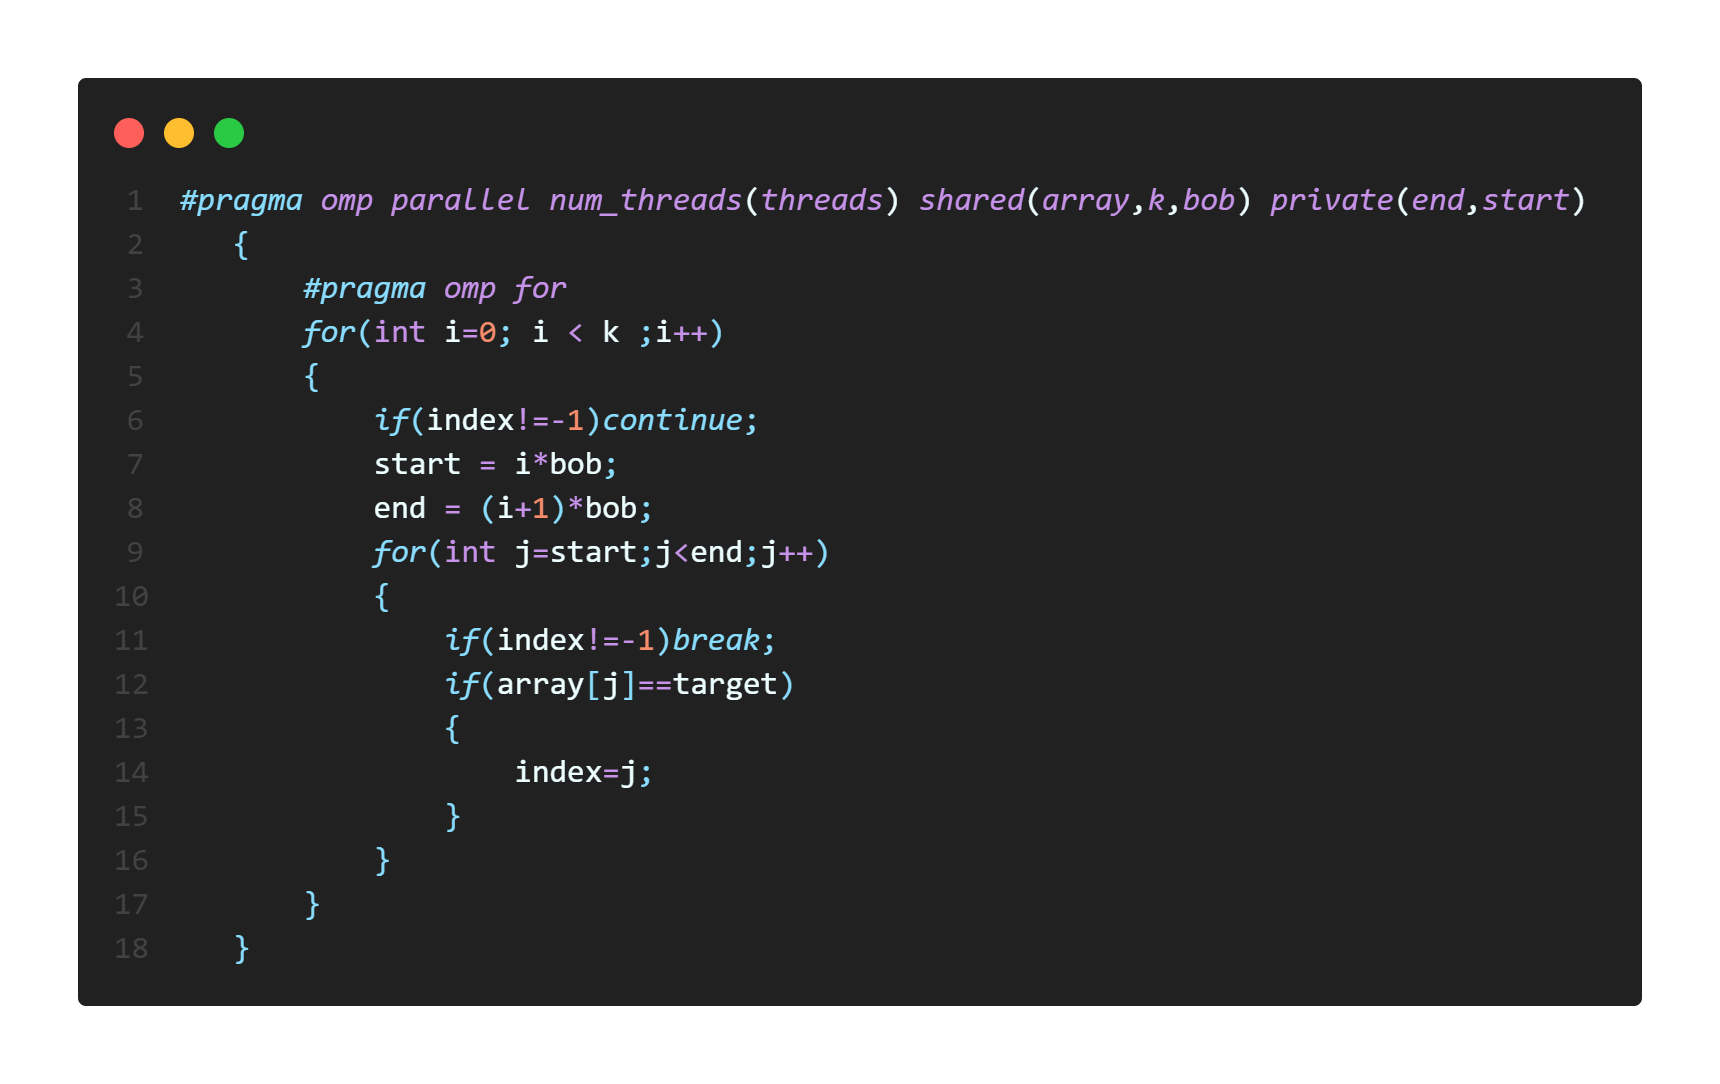 1 #pragma omp parallel num_threads(threads) shared(array,k,bob) private(end,start)
2    {
3        #pragma omp for
4        for(int i=0; i < k ;i++)
5        {
6            if(index!=-1)continue;
7            start = i*bob;
8            end = (i+1)*bob;
9            for(int j=start;j<end;j++)
10            {
11                if(index!=-1)break;
12                if(array[j]==target)
13                {
14                    index=j;
15                }
16            }
17        }
18    }